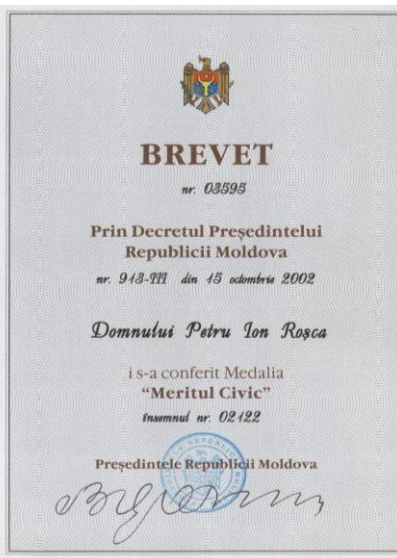 BREVET
nr. 03595
Prin Decretul Președintelui
Republicii Moldova
nr. 943-III din 15 octombrie 2002
Domnului Petru Ion Roșca
i s-a conferit Medalia
“Meritul Civic”
însemnul nr. 02122
Președintele Republicii Moldova